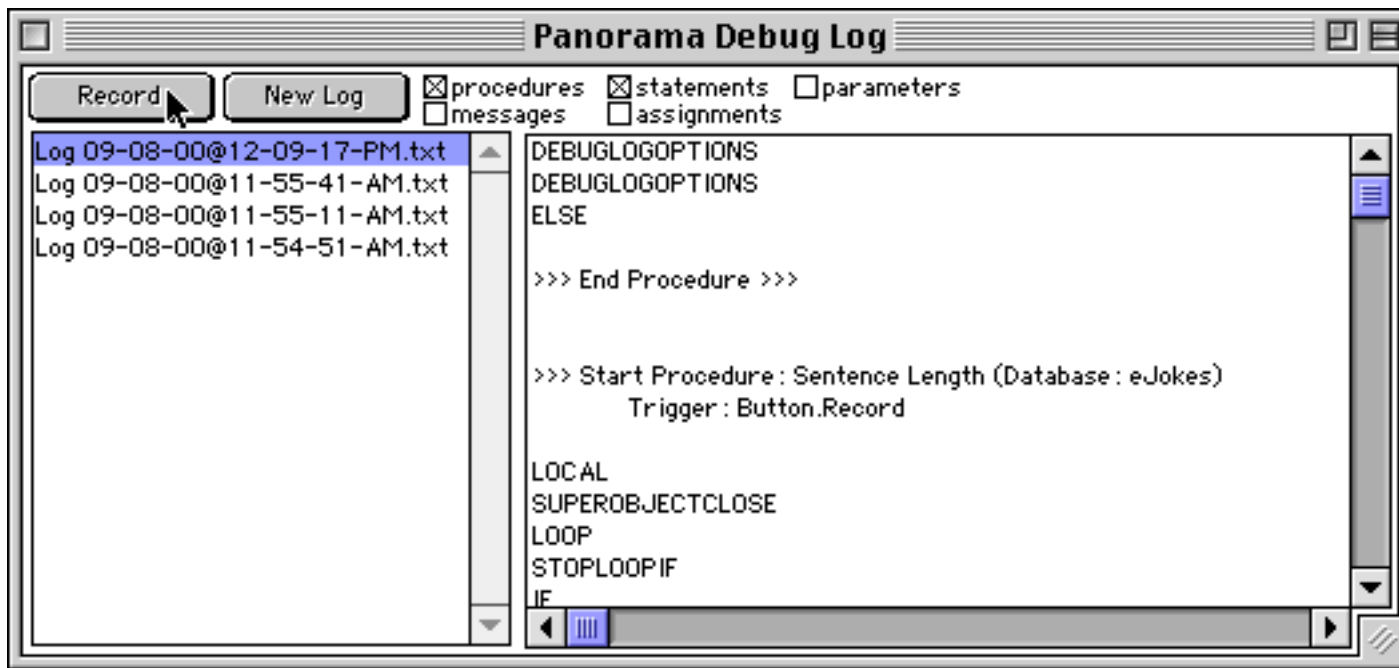 Panorama Debug Log
Record New Log procedures statements parameters
messages assignments
Log 09-08-00@12-09-17-PM.txt
Log 09-08-00@11-55-41-AM.txt
Log 09-08-00@11-55-11-AM.txt
Log 09-08-00@11-54-51-AM.txt
DEBUGLOGOPTIONS
DEBUGLOGOPTIONS
ELSE
>>> End Procedure >>>
>>> Start Procedure: Sentence Length (Database: eJokes)
Trigger: Button.Record
LOCAL
SUPEROBJECTCLOSE
LOOP
STOPLOOPIF
IF